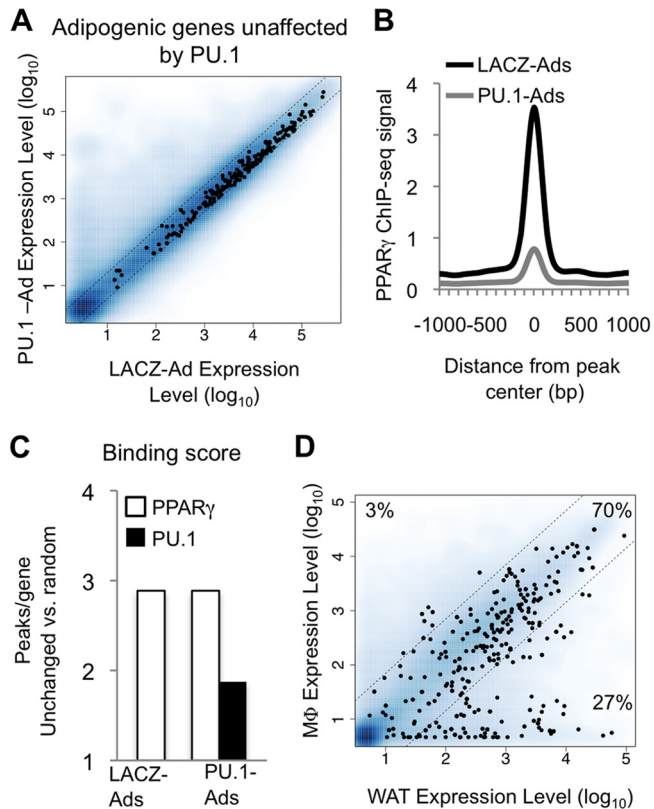 A
Adipogenic genes unaffected
by PU.1
PU.1 –Ad Expression Level (log10)
5
4
3
2
1
1 2 3 4 5
LACZ-Ad Expression
Level (log10)
B
LACZ-Ads
PU.1-Ads
PPARγ ChIP-seq signal
4
3
2
1
0
-1000-500 0 500 1000
Distance from peak
center (bp)
C
Binding score
PPARγ
PU.1
Peaks/gene
Unchanged vs. random
4
3
2
1
LACZ-
Ads
PU.1-
Ads
D
MΦ Expression Level (log10)
5
4
3
2
1
3%
70%
27%
1 2 3 4 5
WAT Expression Level (log10)